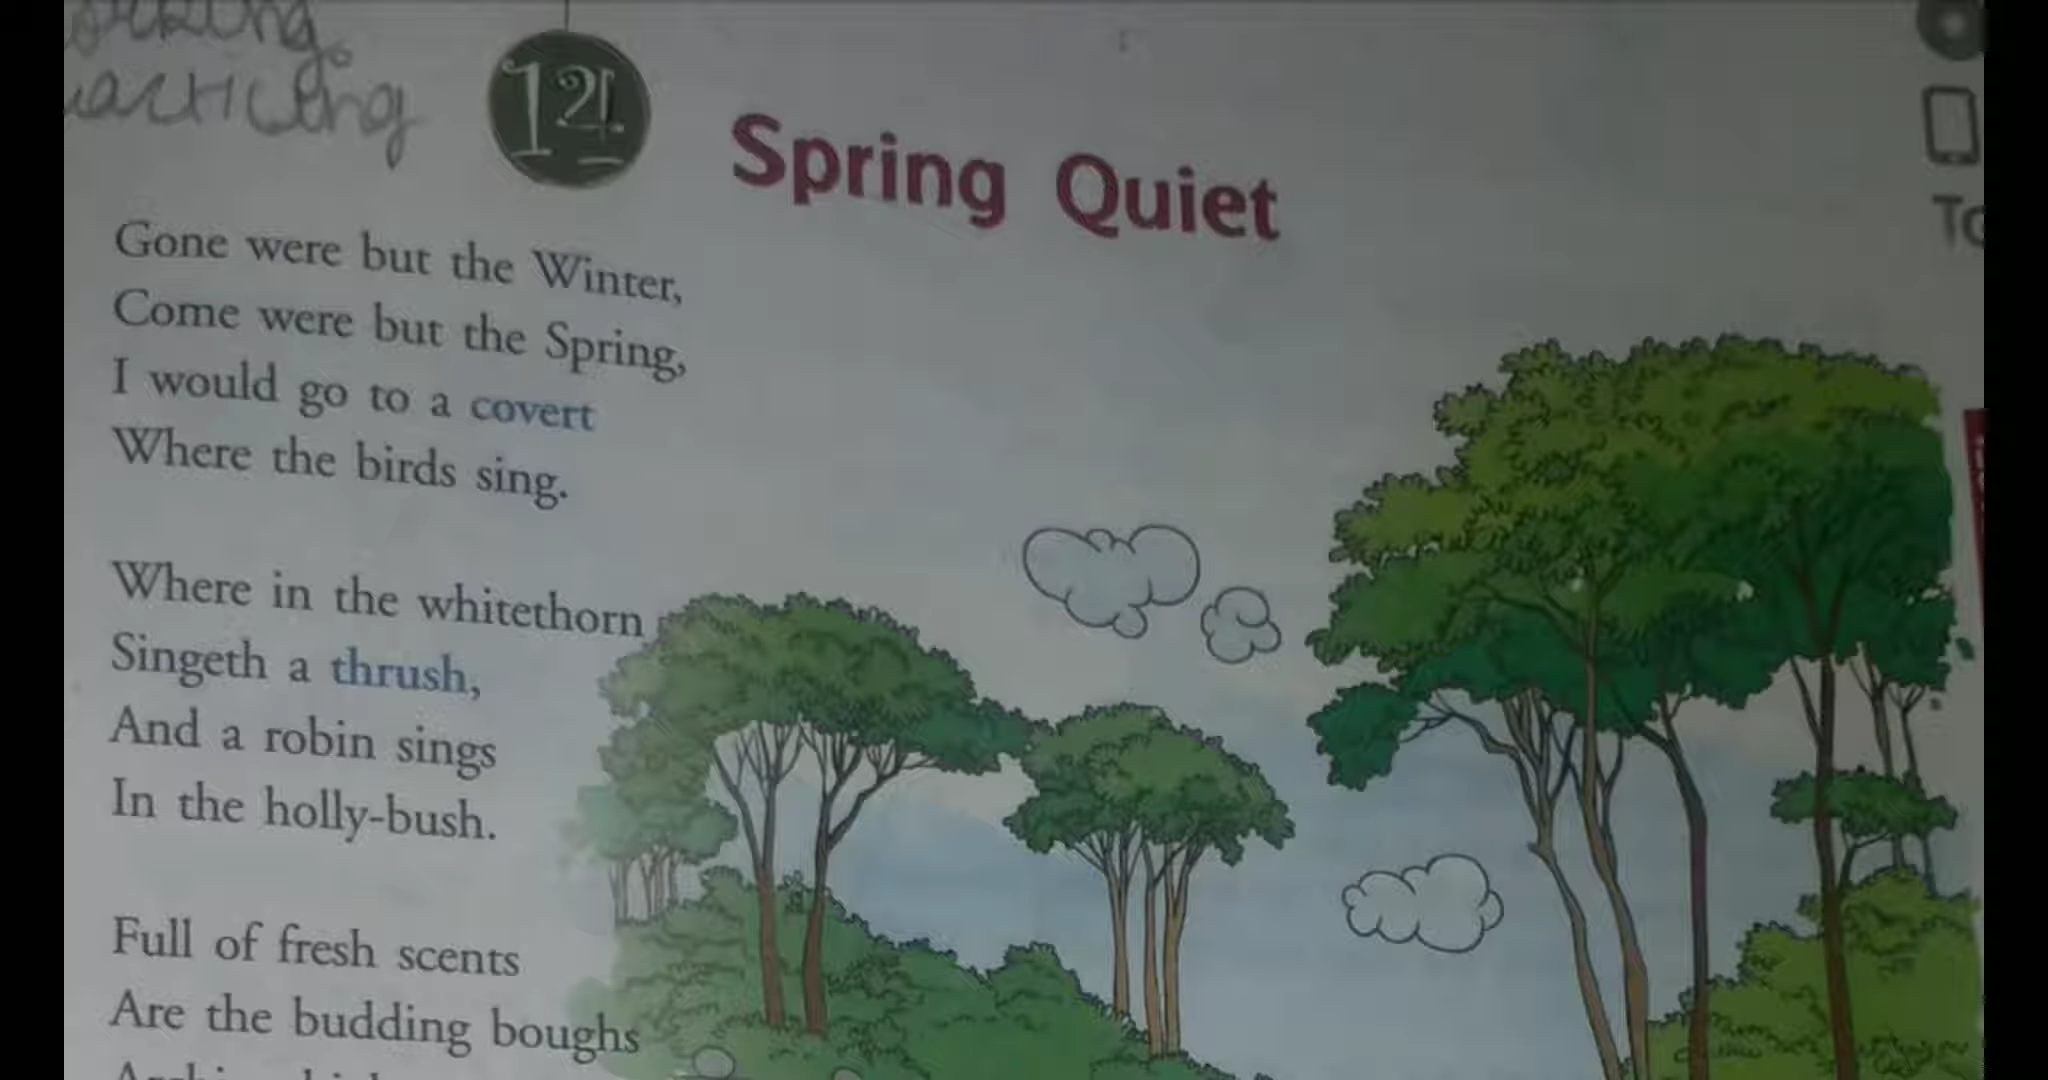 14
Spring Quiet
Gone were but the Winter,
Come were but the Spring,
I would go to a covert
Where the birds sing.
Where in the whitethorn
Singeth a thrush,
And a robin sings
In the holly-bush.
Full of fresh scents
Are the budding boughs